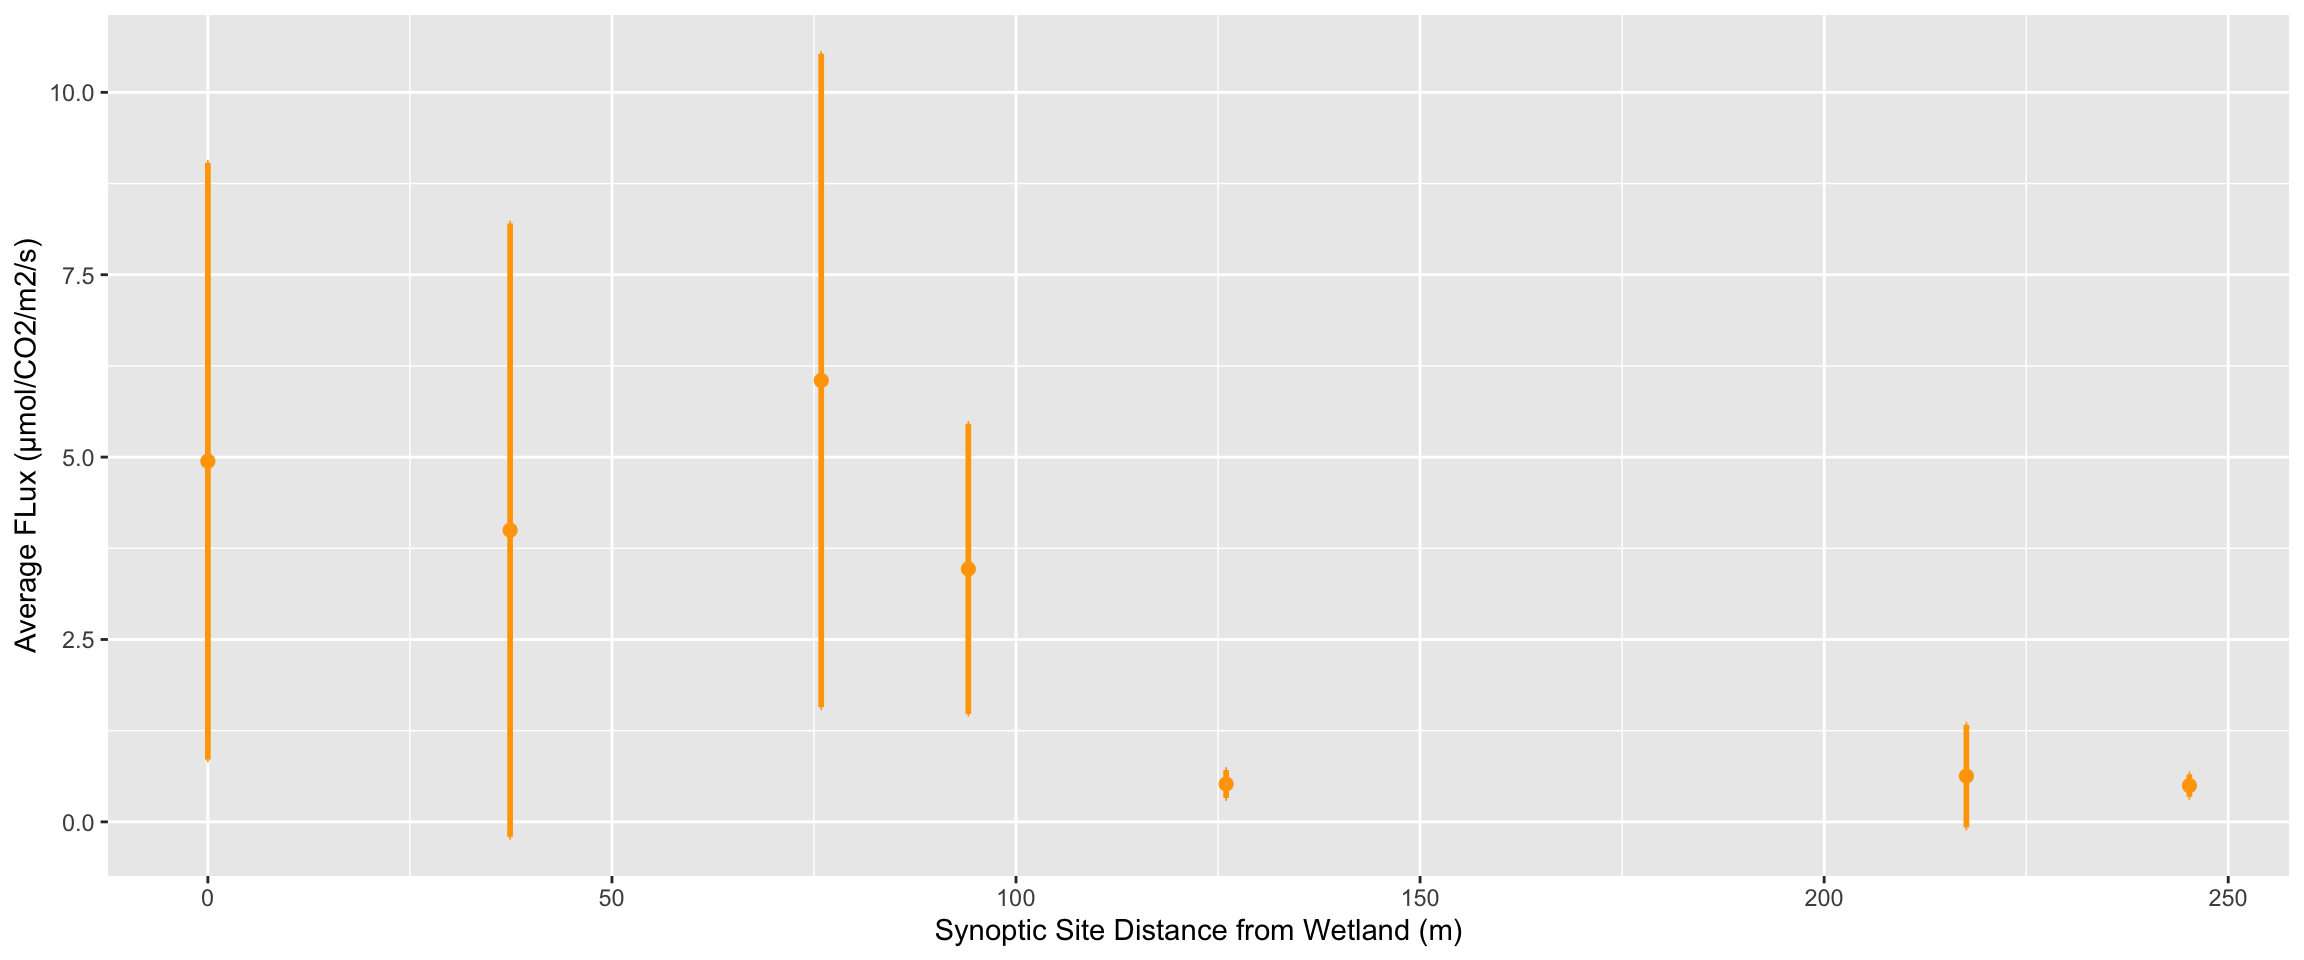 Average FLux (μmol/CO2/m2/s)
10.0
7.5
5.0
2.5
0.0
0 50 100 150 200 250
Synoptic Site Distance from Wetland (m)